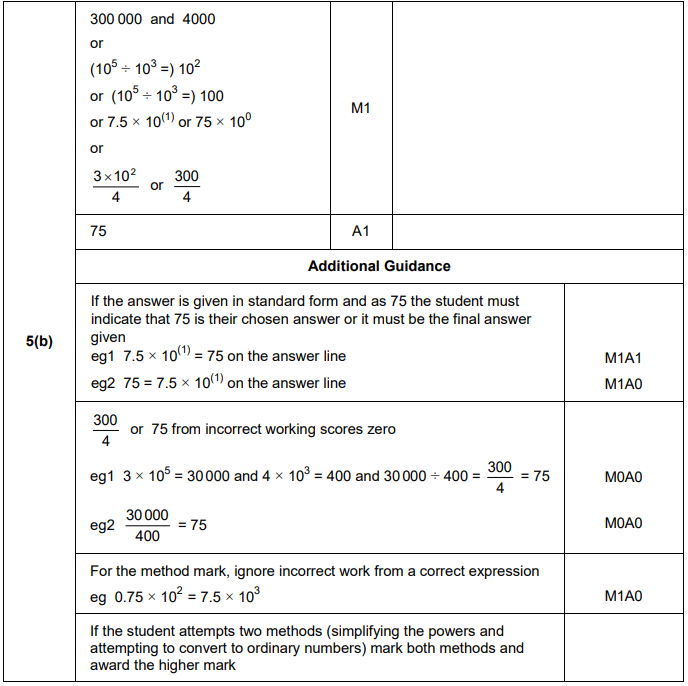 300 000 and 4000
or
(10⁵ ÷ 10³ =) 10²
or (10⁵ ÷ 10³ =) 100
or 7.5 × 10⁽¹⁾ or 75 × 10⁰
or
3 × 10²/4 or 300/4
M1
75 A1
5(b)
Additional Guidance
If the answer is given in standard form and as 75 the student must
indicate that 75 is their chosen answer or it must be the final answer
given
eg1 7.5 × 10⁽¹⁾ = 75 on the answer line M1A1
eg2 75 = 7.5 × 10⁽¹⁾ on the answer line M1A0
300/4 or 75 from incorrect working scores zero
eg1 3 × 10⁵ = 30 000 and 4 × 10³ = 400 and 30 000 ÷ 400 = 300/4 = 75 M0A0
eg2 30 000/400 = 75 M0A0
For the method mark, ignore incorrect work from a correct expression
eg 0.75 × 10² = 7.5 × 10³ M1A0
If the student attempts two methods (simplifying the powers and
attempting to convert to ordinary numbers) mark both methods and
award the higher mark